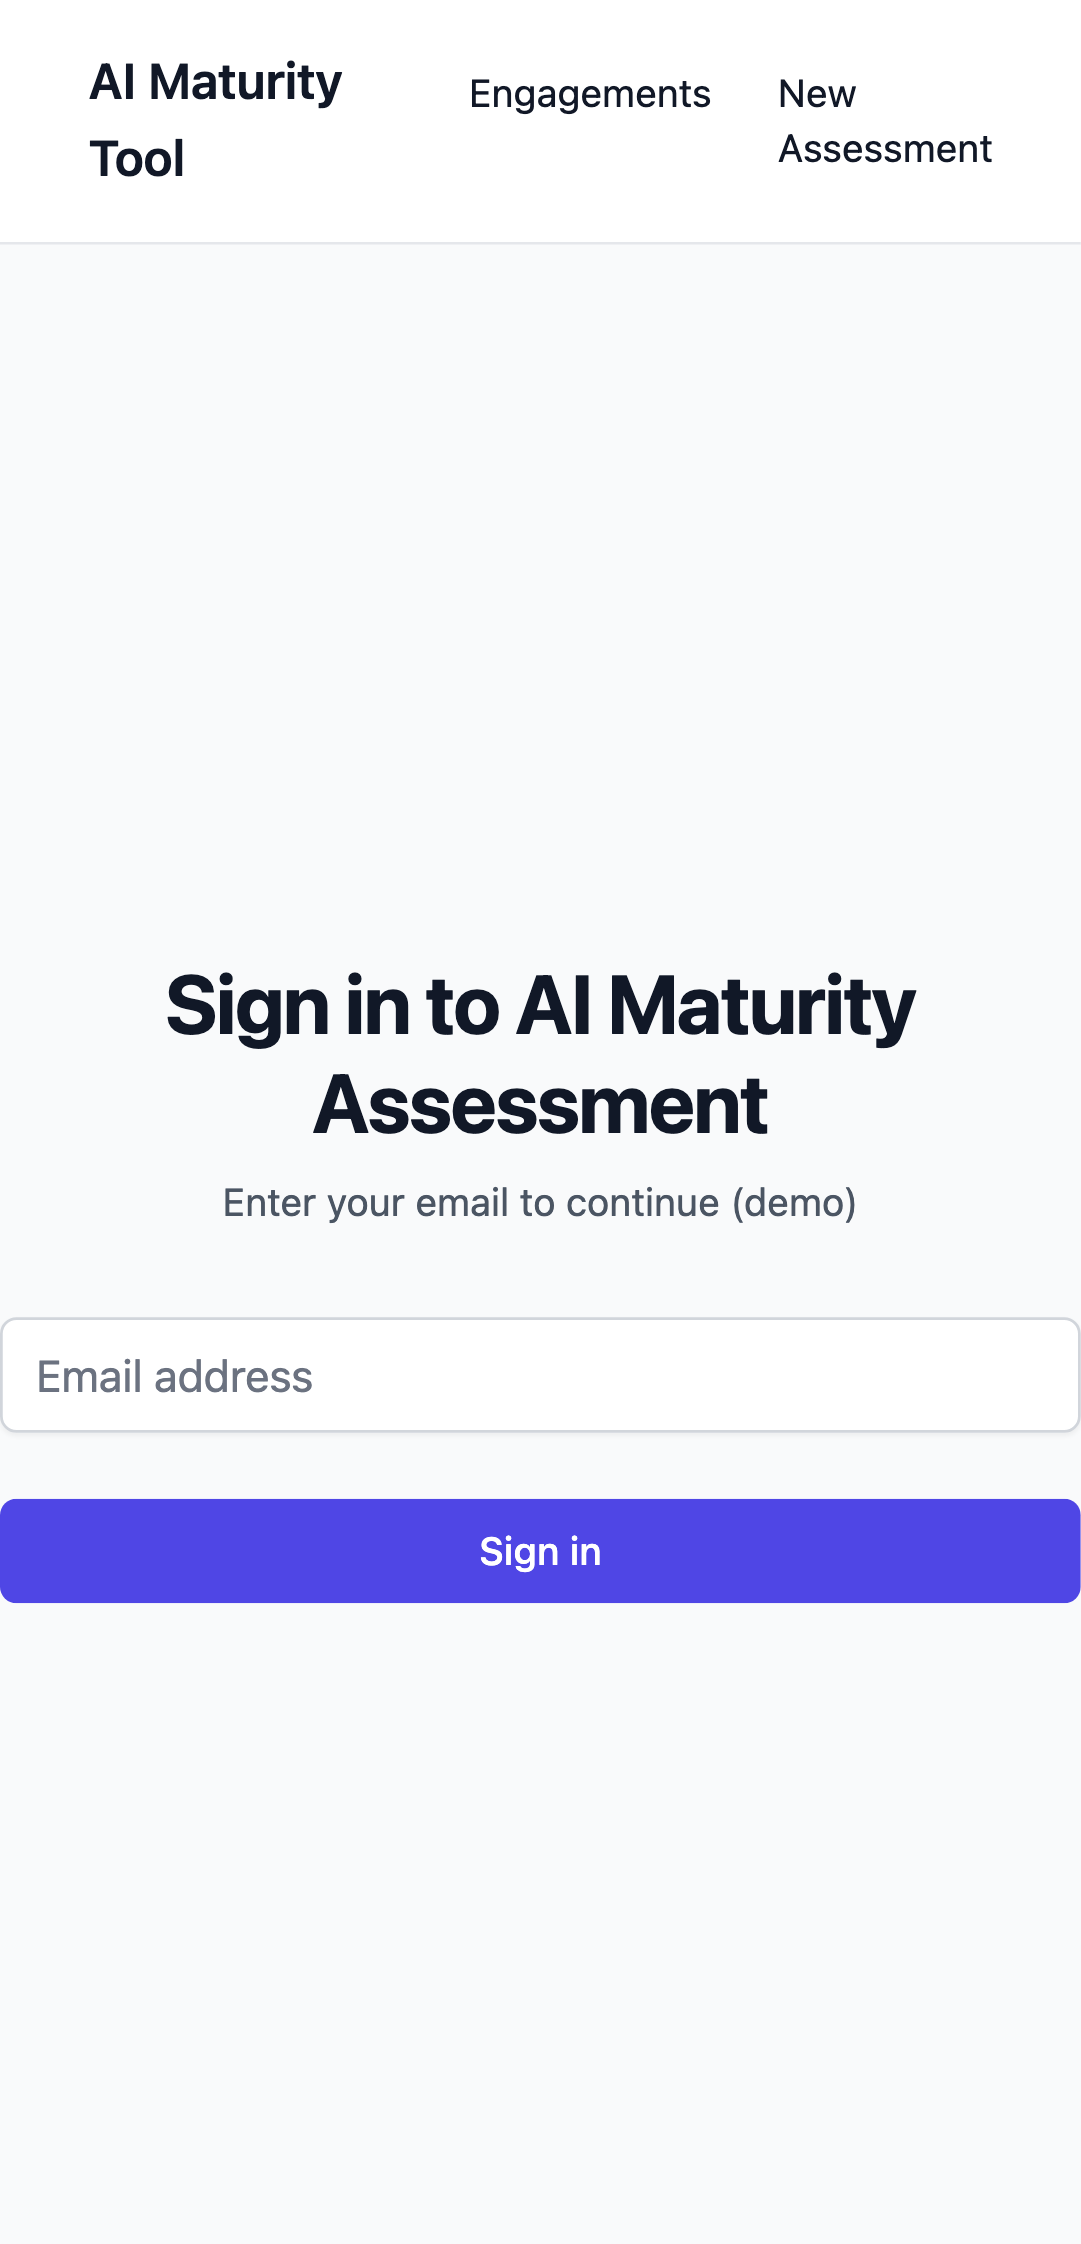 AI Maturity
Tool
Engagements
New
Assessment
Sign in to AI Maturity
Assessment
Enter your email to continue (demo)
Email address
Sign in